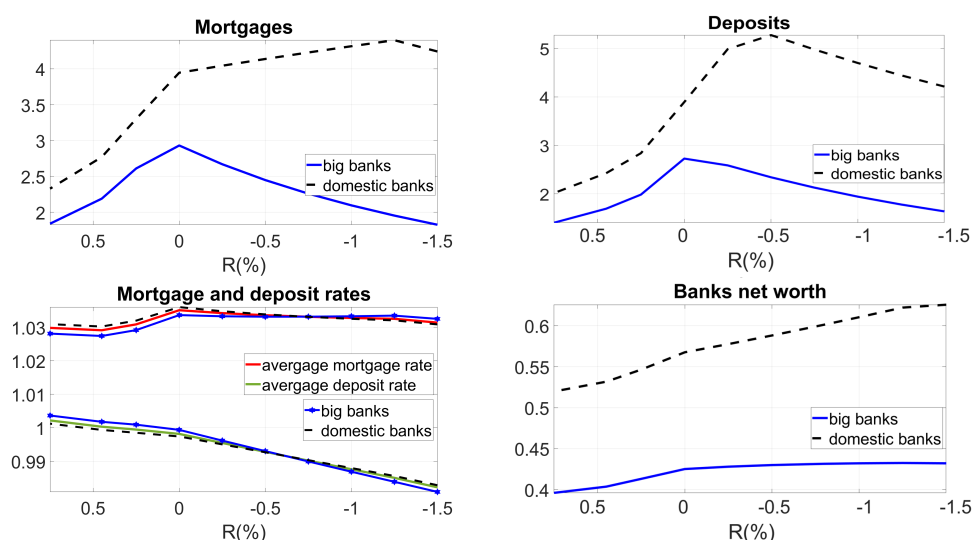 Mortgages
4
3.5
3
2.5
2
big banks
domestic banks
0.5 0 -0.5 -1 -1.5
R(%)
Deposits
5
4
3
2
big banks
domestic banks
0.5 0 -0.5 -1 -1.5
R(%)
Mortgage and deposit rates
1.03
1.02
1.01
1
0.99
avergage mortgage rate
avergage deposit rate
big banks
domestic banks
0.5 0 -0.5 -1 -1.5
R(%)
Banks net worth
0.6
0.55
0.5
0.45
0.4
big banks
domestic banks
0.5 0 -0.5 -1 -1.5
R(%)